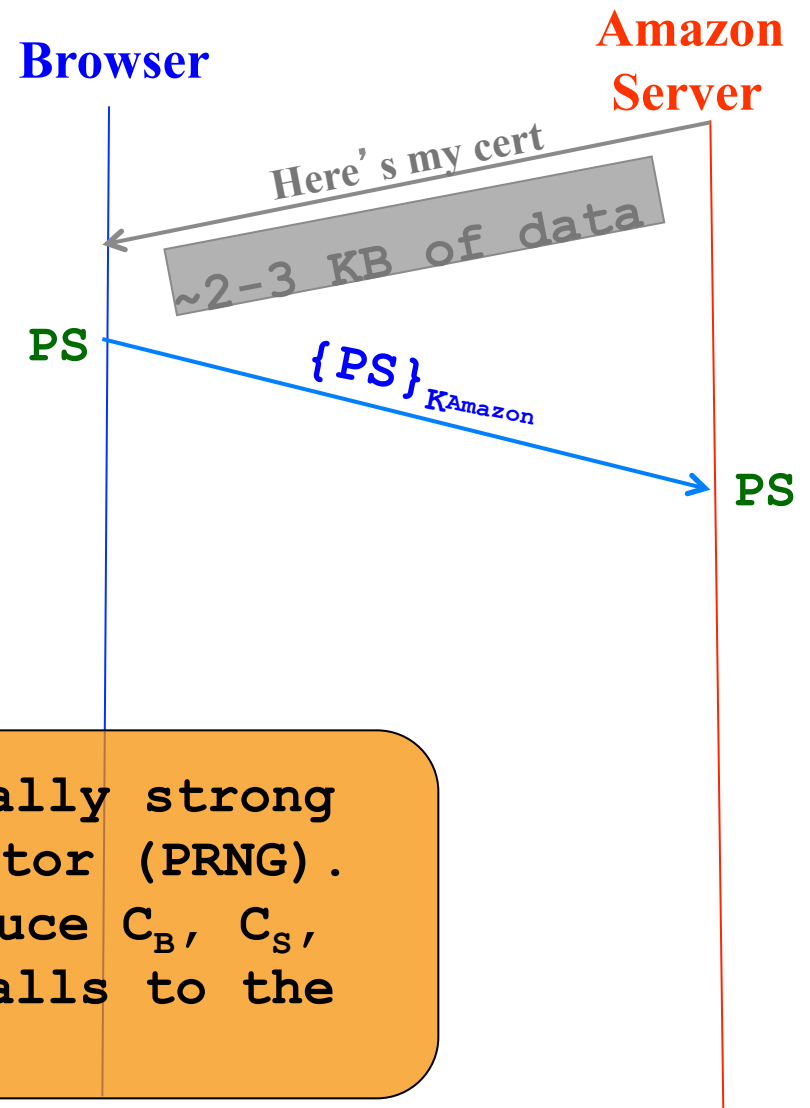 Browser
Amazon
Server
Here's my cert
~2-3 KB of data
PS
{PS}KAmazon
PS
ally strong
tor (PRNG).
uce CB, CS,
alls to the